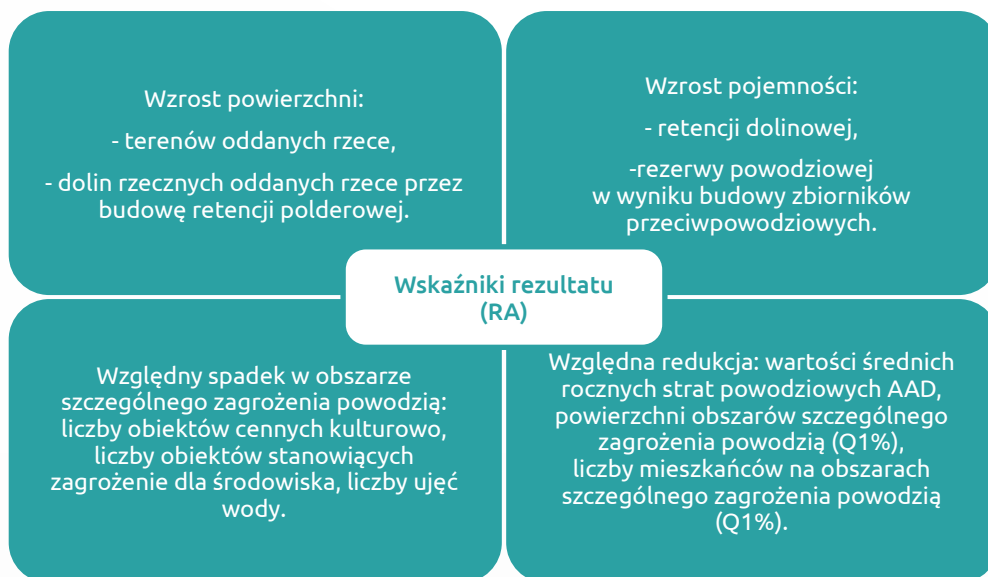 Wzrost powierzchni:
- terenów oddanych rzece,
- dolin rzecznych oddanych rzece przez
budowę retencji polderowej.
Wzrost pojemności:
- retencji dolinowej,
-rezerwy powodziowej
w wyniku budowy zbiorników
przeciwpowodziowych.
Wskaźniki rezultatu
(RA)
Względny spadek w obszarze
szczególnego zagrożenia powodzią:
liczby obiektów cennych kulturowo,
liczby obiektów stanowiących
zagrożenie dla środowiska, liczby ujęć
wody.
Względna redukcja: wartości średnich
rocznych strat powodziowych AAD,
powierzchni obszarów szczególnego
zagrożenia powodzią (Q1%),
liczby mieszkańców na obszarach
szczególnego zagrożenia powodzią
(Q1%).